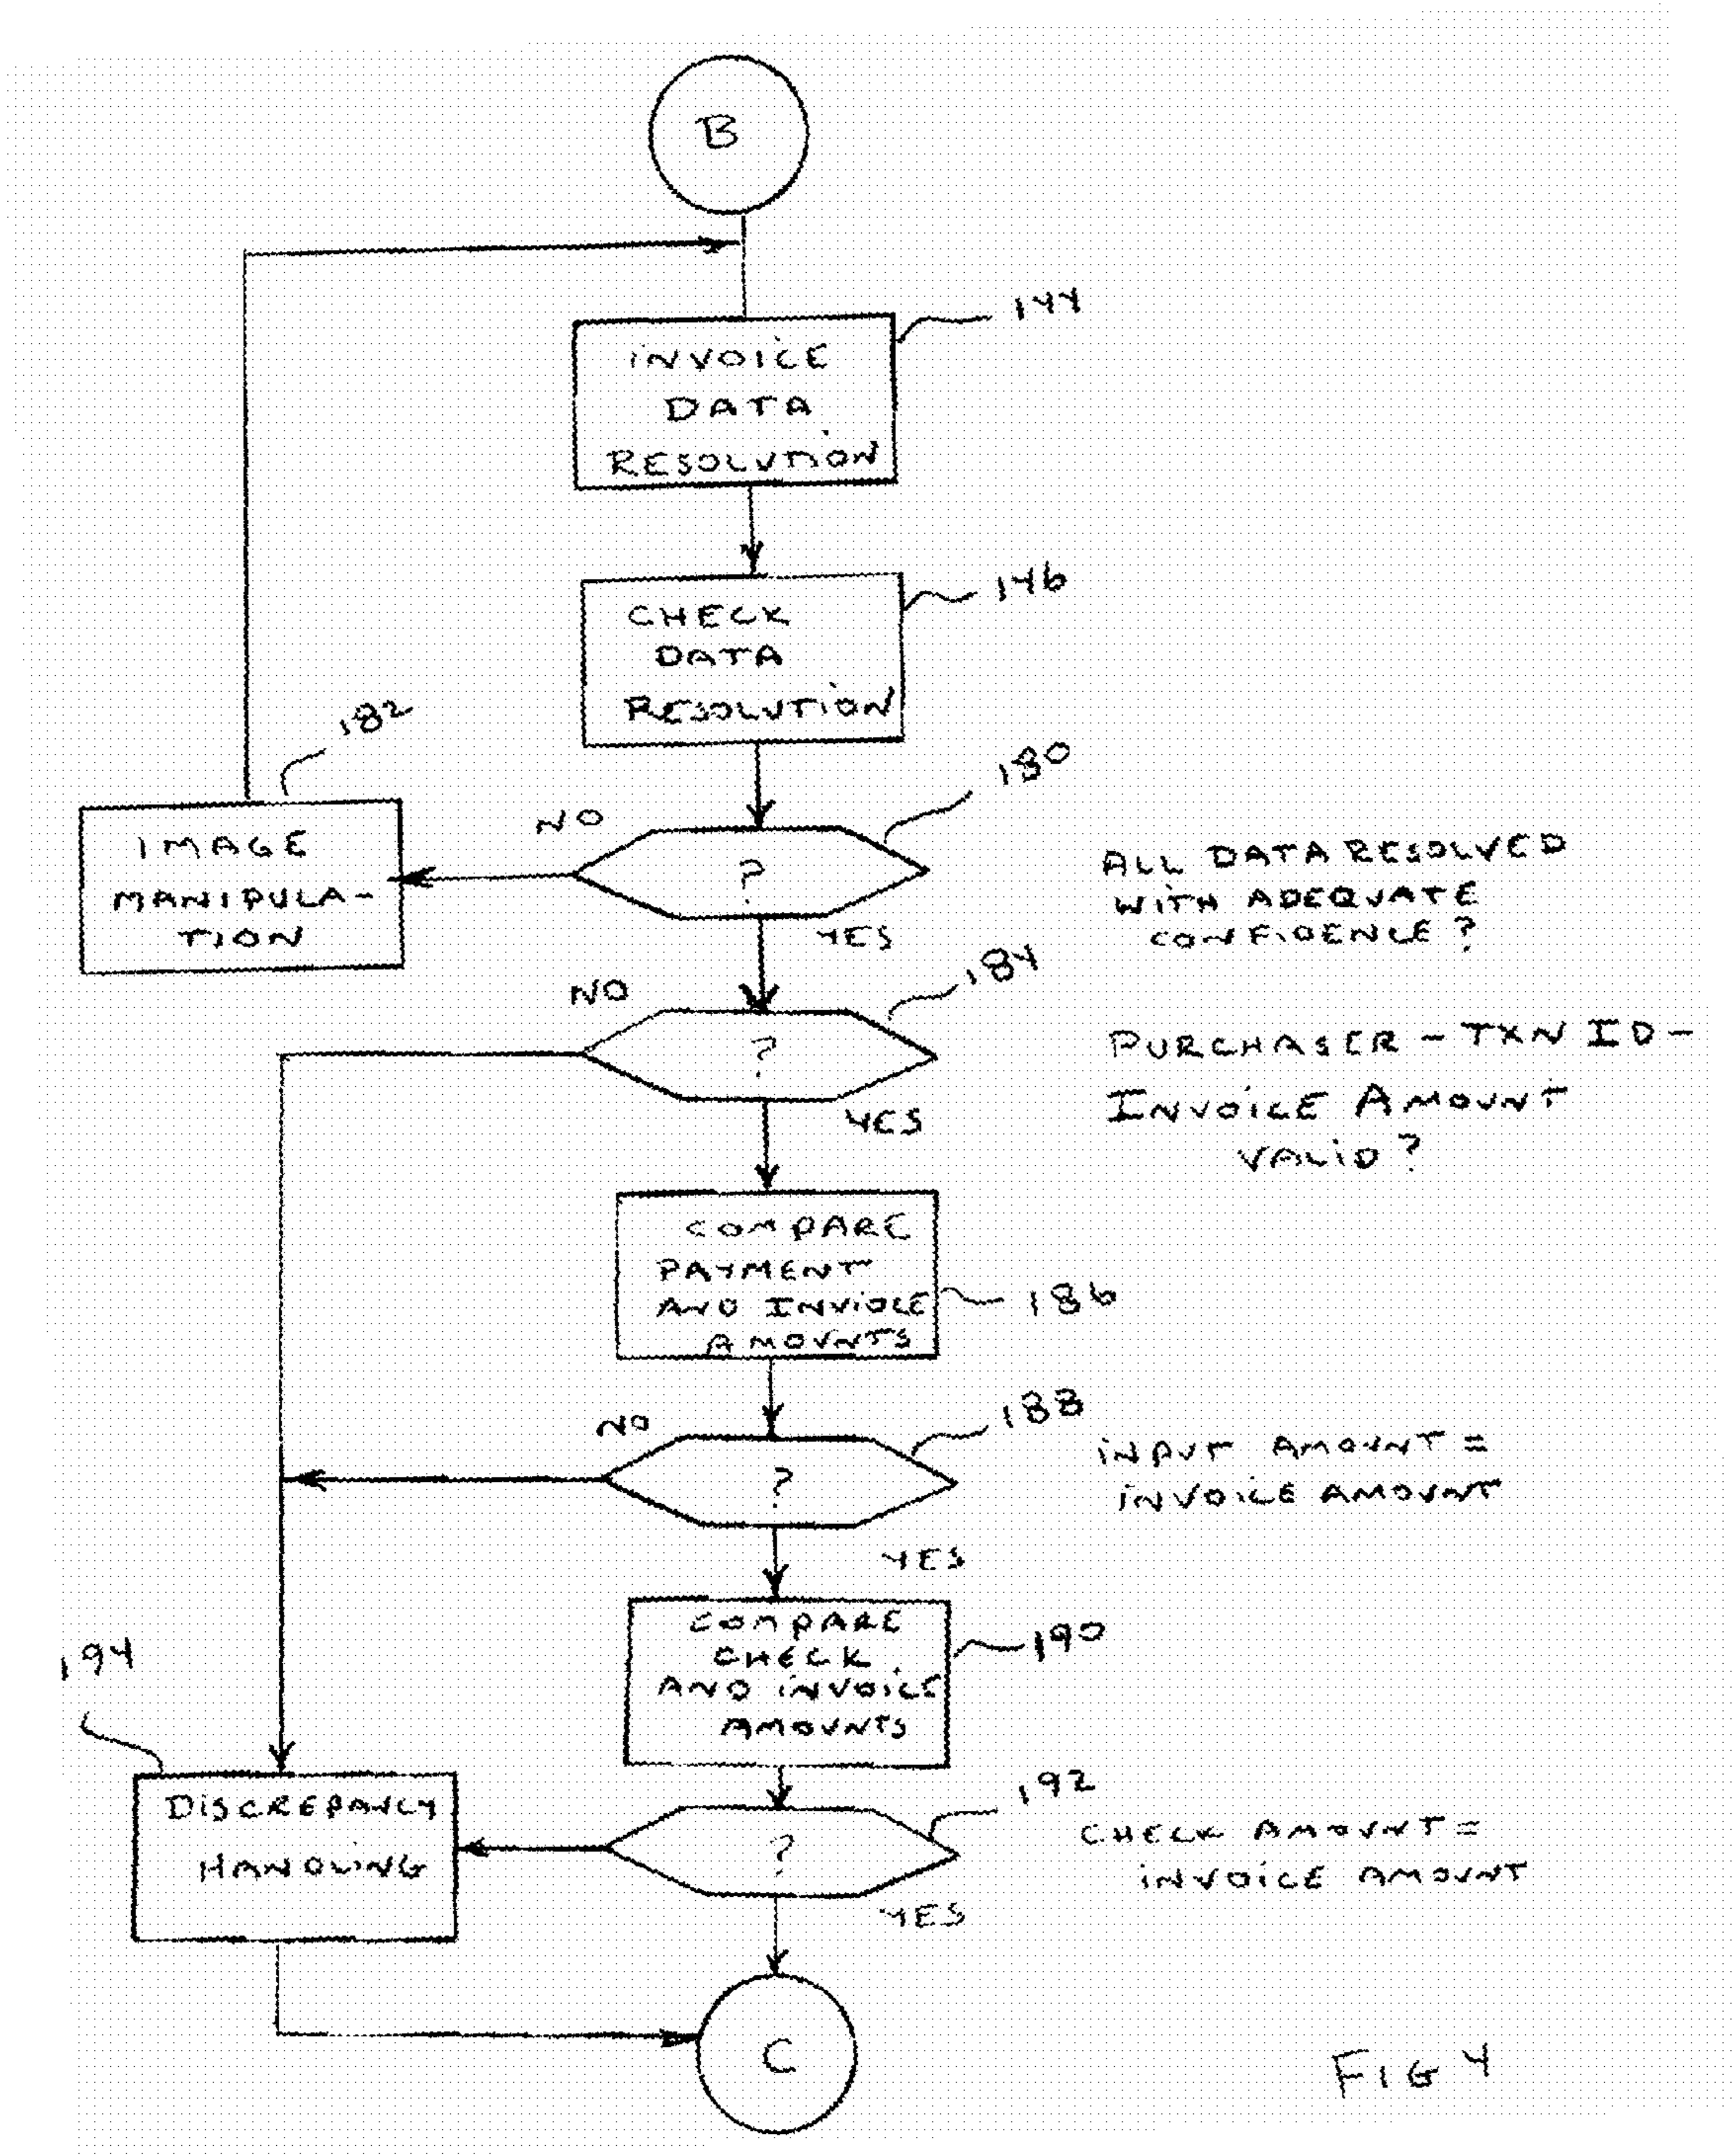 B
144
INVOICE
DATA
RESOLUTION
146
CHECK
DATA
RESOLUTION
182
180
NO
IMAGE
MANIPULA-
TION
?
ALL DATA RESOLVED
WITH ADEQUATE
CONFIDENCE?
YES
184
NO
?
PURCHASER - TXN ID -
INVOICE AMOUNT
VALID?
YES
COMPARE
PAYMENT
AND INVIOCE
AMOUNTS
186
188
NO
?
INPUT AMOUNT =
INVOICE AMOUNT
YES
COMPARE
CHECK
AND INVOICE
AMOUNTS
190
194
192
DISCREPANCY
HANDLING
?
CHECK AMOUNT =
INVOICE AMOUNT
YES
C
FIG 4